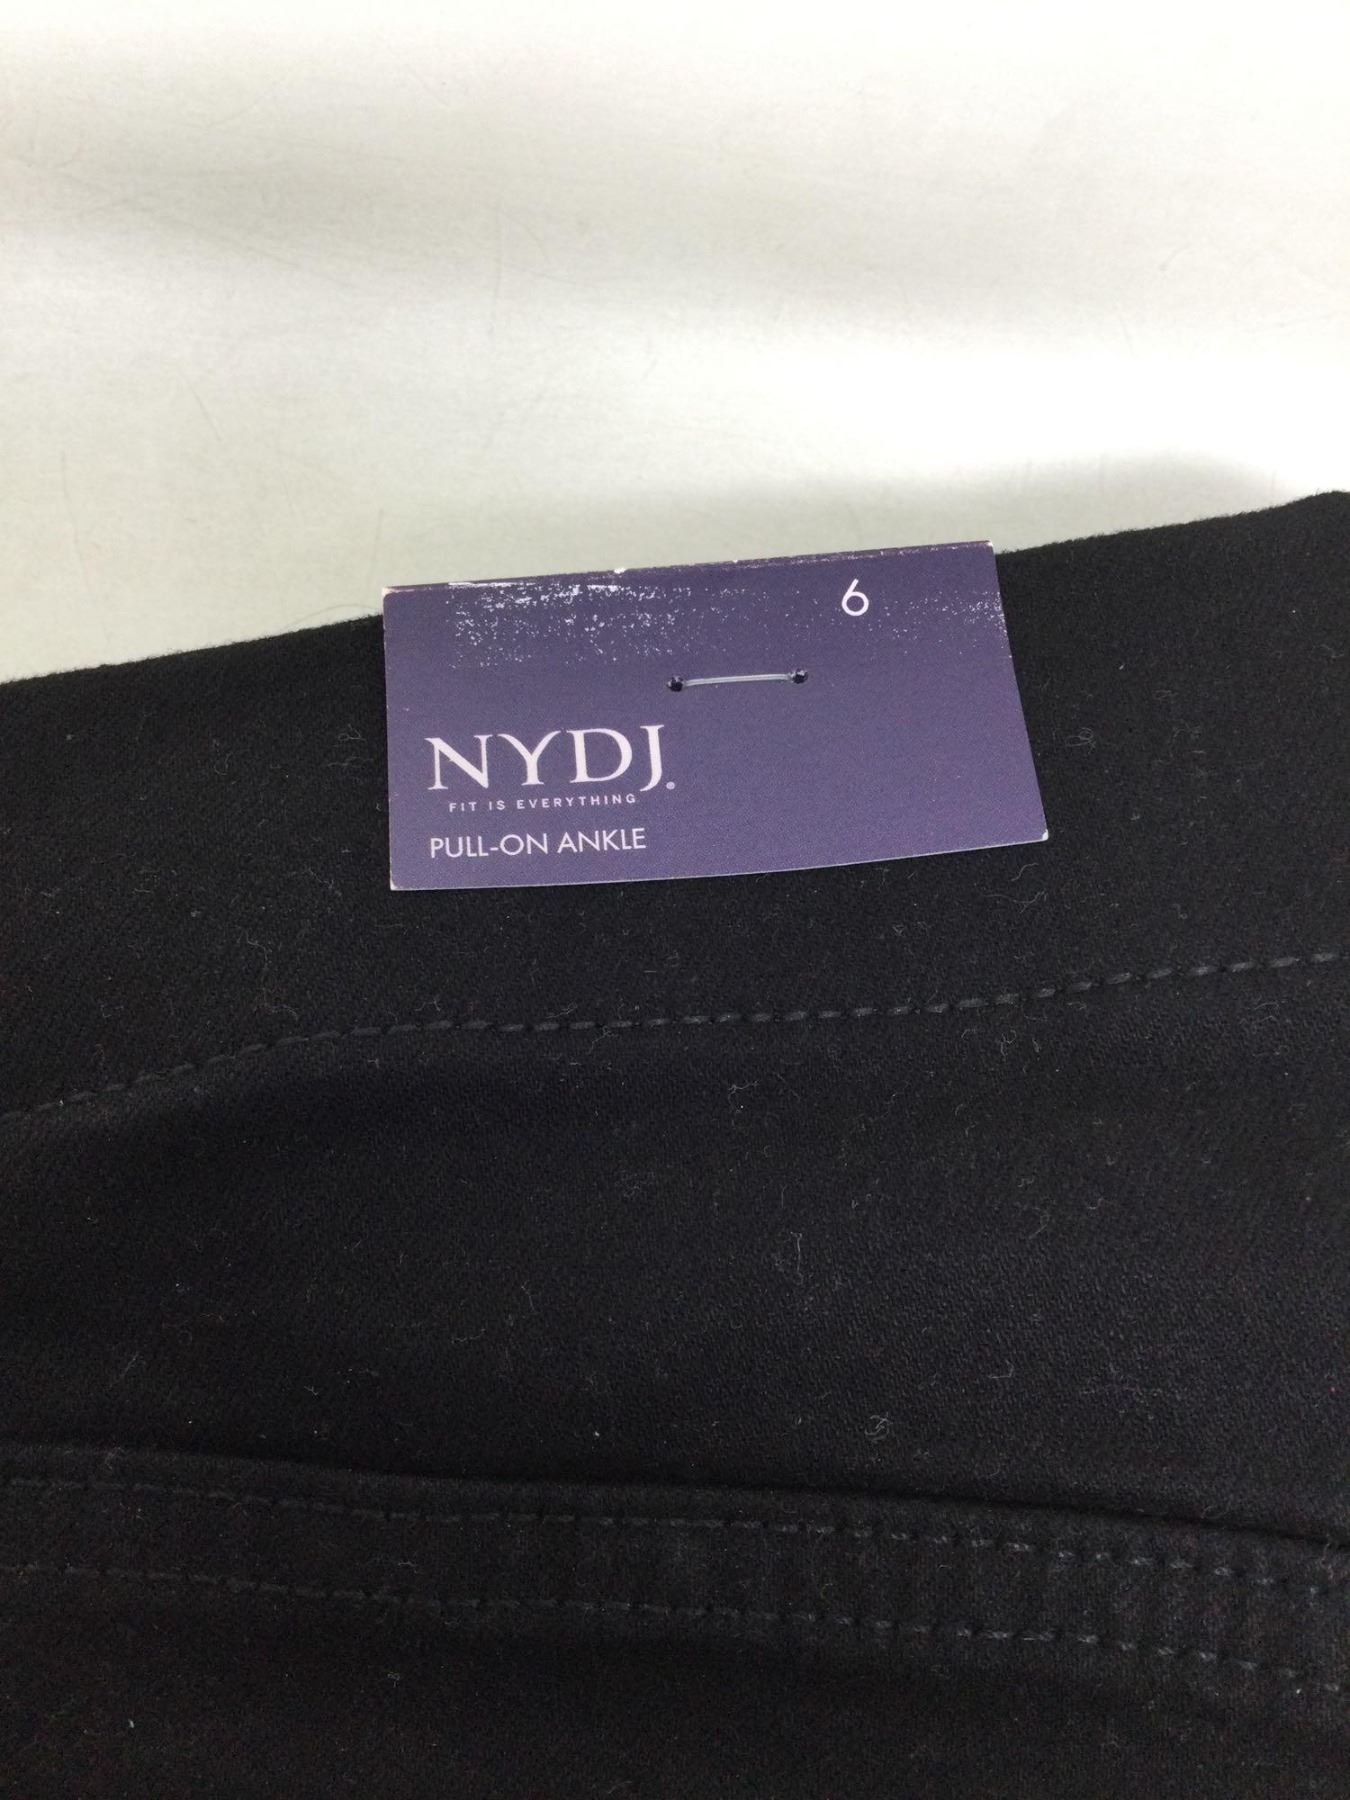 6
NYDJ®
FIT IS EVERYTHING
PULL-ON ANKLE